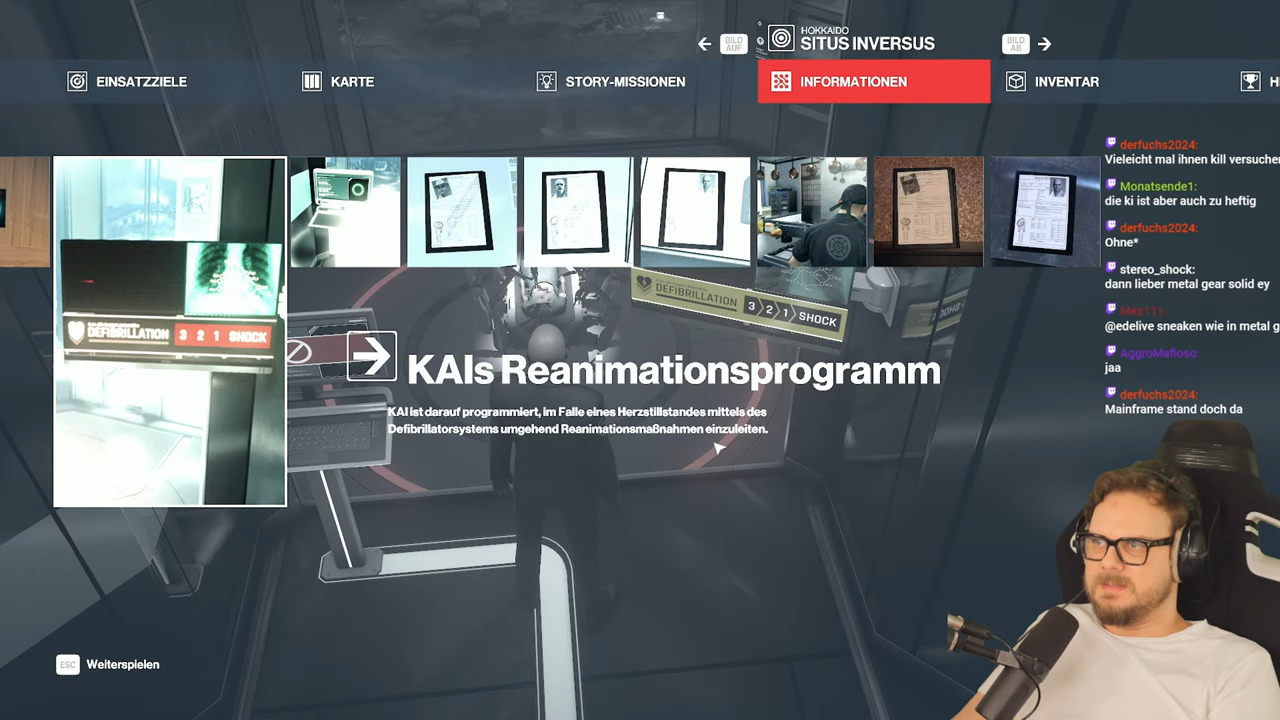 HOKKAIDO
SITUS INVERSUS
BILD AUF
BILD AB
EINSATZZIELE
KARTE
STORY-MISSIONEN
INFORMATIONEN
INVENTAR
H
DEFIBRILLATION 3 2 1 SHOCK
DEFIBRILLATION 3 2 1 SHOCK
KAIs Reanimationsprogramm
KAI ist darauf programmiert, im Falle eines Herzstillstandes mittels des
Defibrillatorsystems umgehend Reanimationsmaßnahmen einzuleiten.
ESC Weiterspielen
derfuchs2024:
Vieleicht mal ihnen kill versuche
Monatsende1:
die ki ist aber auch zu heftig
derfuchs2024:
Ohne*
stereo_shock:
dann lieber metal gear solid ey
@edelive sneaken wie in metal g
AggroMafioso:
jaa
derfuchs2024:
Mainframe stand doch da